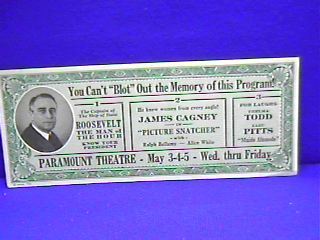 You Can't "Blot" Out the Memory of this Program!
1
The Captain of
The Ship of State
ROOSEVELT
THE MAN of
THE HOUR
KNOW YOUR
PRESIDENT
2
He knew women from every angle!
JAMES CAGNEY
in
"PICTURE SNATCHER"
with
Ralph Bellamy — Alice White
3
FOR LAUGHS
THELMA
TODD
ZASU
PITTS
"Maids Alamode"
PARAMOUNT THEATRE - May 3-4-5 - Wed. thru Friday